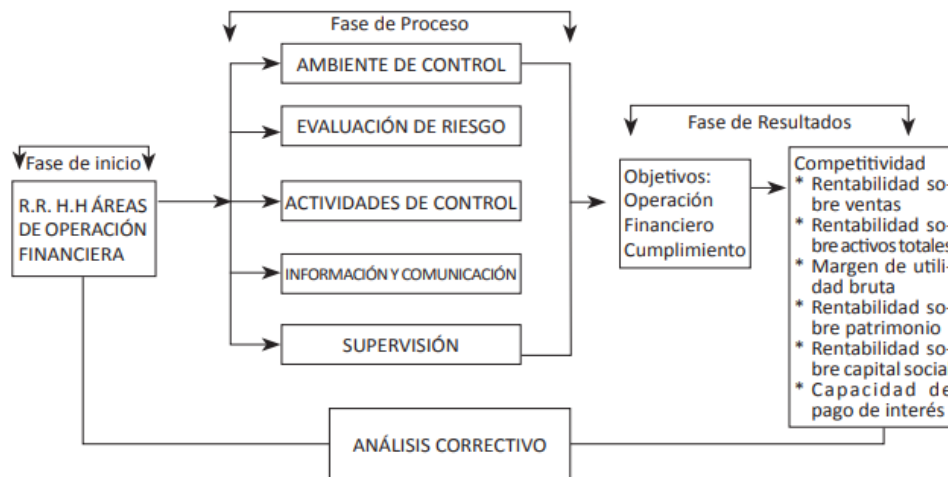 Fase de inicio
R.R. H.H ÁREAS
DE OPERACIÓN
FINANCIERA
Fase de Proceso
AMBIENTE DE CONTROL
EVALUACIÓN DE RIESGO
ACTIVIDADES DE CONTROL
INFORMACIÓN Y COMUNICACIÓN
SUPERVISIÓN
Fase de Resultados
Objetivos:
Operación
Financiero
Cumplimiento
Competitividad
* Rentabilidad so-
bre ventas
* Rentabilidad so-
bre activos totales
* Margen de utili-
dad bruta
* Rentabilidad so-
bre patrimonio
* Rentabilidad so-
bre capital social
* Capacidad de
pago de interés
ANÁLISIS CORRECTIVO